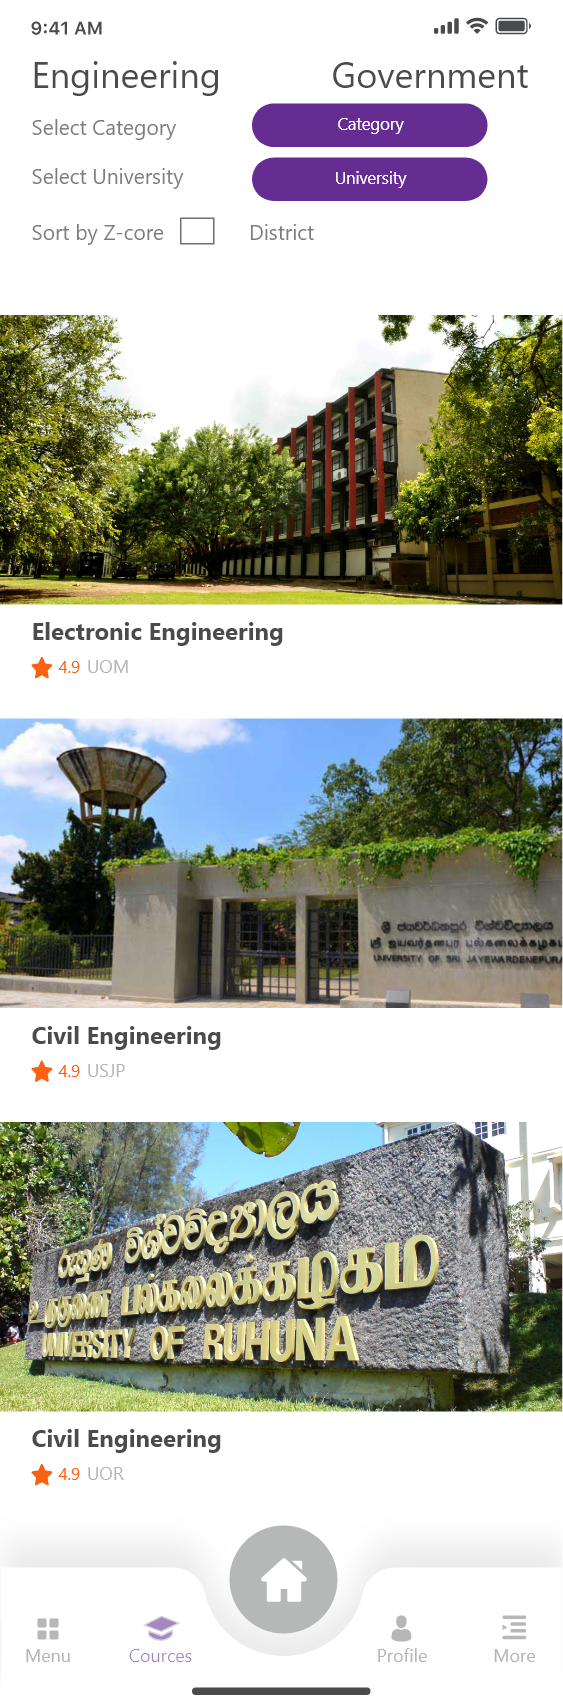 9:41 AM
Engineering Government
Select Category Category
Select University University
Sort by Z-core District
Electronic Engineering
4.9 UOM
ශ්‍රී ජයවර්ධනපුර විශ්වවිද්‍යාලය
ஸ்ரீ ஜயவர்தனபுர பல்கலைக்கழக
UNIVERSITY OF SRI JAYEWARDENEPURA
Civil Engineering
4.9 USJP
රුහුණ විශ්වවිද්‍යාලය
பல்கலைக்கழகம்
UNIVERSITY OF RUHUNA
Civil Engineering
4.9 UOR
Menu Cources Profile More